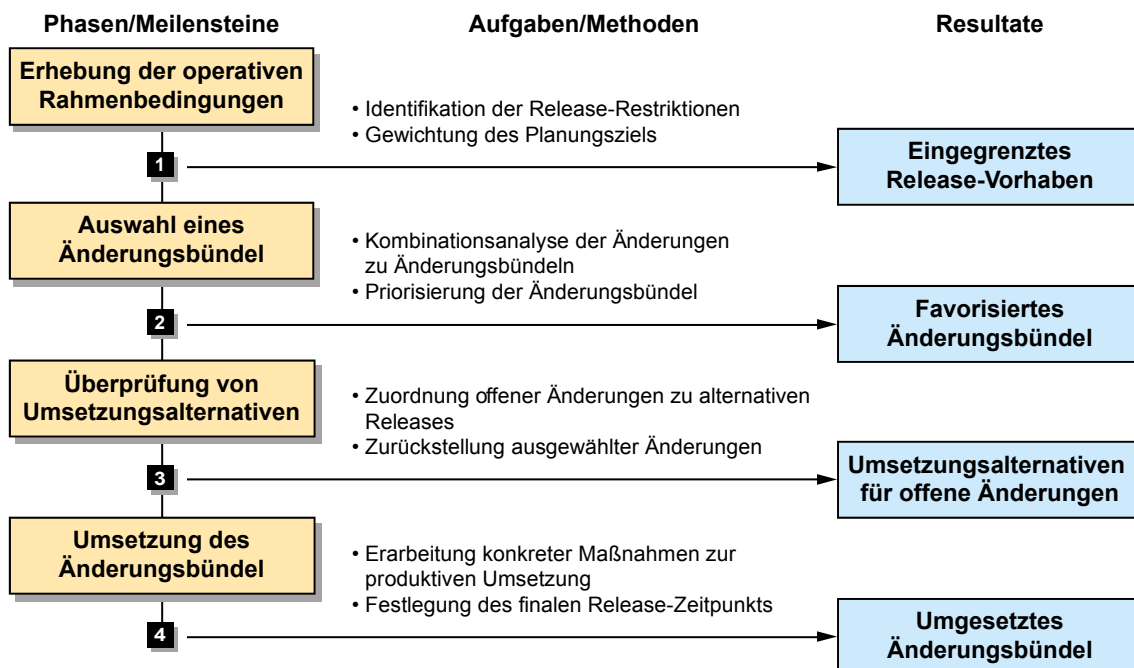 Phasen/Meilensteine
Aufgaben/Methoden
Resultate
Erhebung der operativen
Rahmenbedingungen
• Identifikation der Release-Restriktionen
• Gewichtung des Planungsziels
1
Eingegrenztes
Release-Vorhaben
Auswahl eines
Änderungsbündel
• Kombinationsanalyse der Änderungen
zu Änderungsbündeln
• Priorisierung der Änderungsbündel
2
Favorisiertes
Änderungsbündel
Überprüfung von
Umsetzungsalternativen
• Zuordnung offener Änderungen zu alternativen
Releases
• Zurückstellung ausgewählter Änderungen
3
Umsetzungsalternativen
für offene Änderungen
Umsetzung des
Änderungsbündel
• Erarbeitung konkreter Maßnahmen zur
produktiven Umsetzung
• Festlegung des finalen Release-Zeitpunkts
4
Umgesetztes
Änderungsbündel